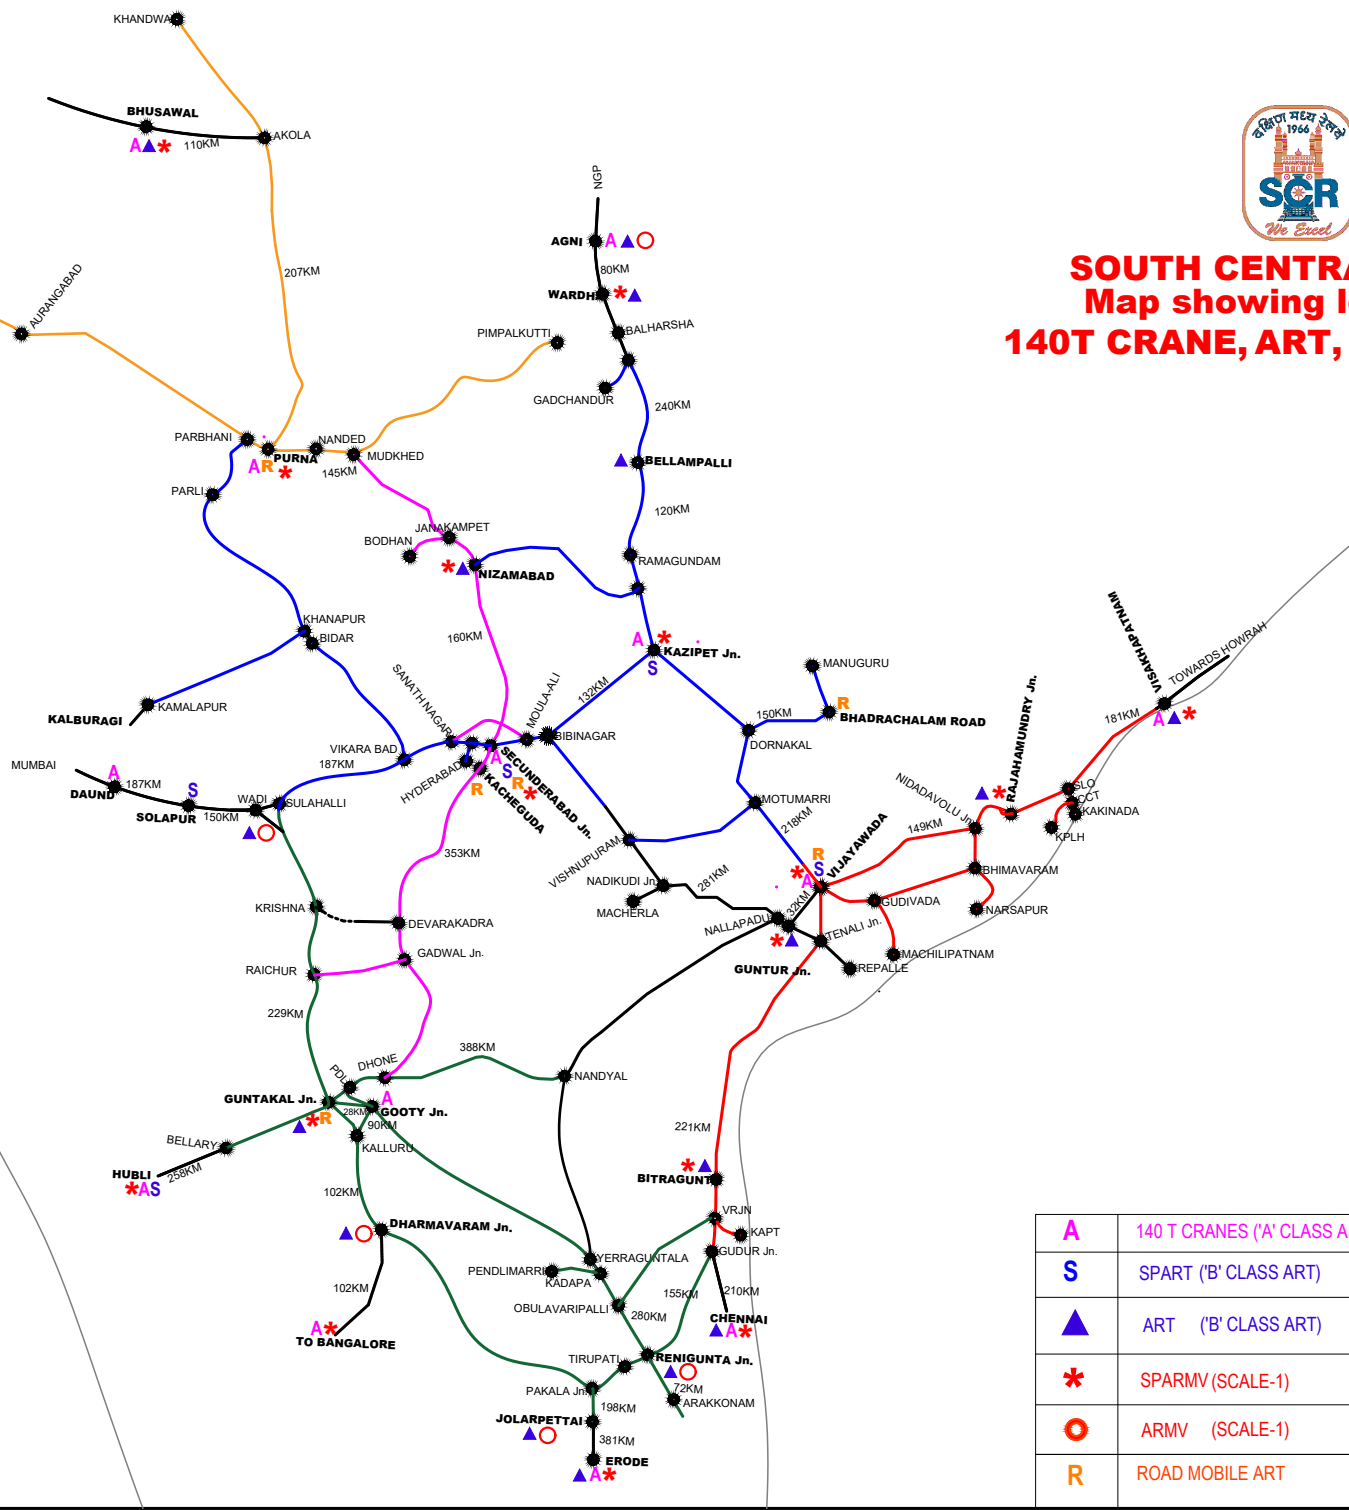 KHANDWA
BHUSAWAL
AKOLA
A
*
110KM
दक्षिण मध्य रेलवे
1966
SCR
We Excel
NGP
AGNI
A
80KM
WARDH
*
207KM
AURANGABAD
SOUTH CENTRA
Map showing l
140T CRANE, ART,
BALHARSHA
PIMPALKUTTI
GADCHANDUR
240KM
PARBHANI
NANDED
PURNA
MUDKHED
A R *
145KM
BELLAMPALLI
PARLI
120KM
JANAKAMPET
BODHAN
RAMAGUNDAM
* NIZAMABAD
KHANAPUR
BIDAR
160KM
A * KAZIPET Jn.
S
MANUGURU
VISAKHAPATNAM
TOWARDS HOWRAH
KAMALAPUR
KALBURAGI
SANATH NAGAR
MOULA-ALI
132KM
R
BHADRACHALAM ROAD
150KM
181KM
A *
BIBINAGAR
DORNAKAL
VIKARA BAD
MUMBAI
A
187KM
DAUND
187KM
S
HYDERABAD
A
S
R *
SECUNDERABAD Jn.
R
KACHEGUDA
RAJAHAMUNDRY Jn.
NIDADAVOLU Jn.
*
SLO
CCT
KAKINADA
KPLH
SOLAPUR
150KM
WADI
SULAHALLI
MOTUMARRI
218KM
149KM
353KM
VISHNUPURAM
R
S
* A
VIJAYAWADA
BHIMAVARAM
NADIKUDI Jn.
281KM
MACHERLA
GUDIVADA
NARSAPUR
KRISHNA
DEVARAKADRA
NALLAPADU
32KM
*
TENALI Jn.
MACHILIPATNAM
GUNTUR Jn.
REPALLE
GADWAL Jn.
RAICHUR
229KM
388KM
DHONE
PDL
NANDYAL
GUNTAKAL Jn.
A
28KM
GOOTY Jn.
* R
90KM
KALLURU
BELLARY
221KM
HUBLI
258KM
* A S
*
BITRAGUNT
102KM
DHARMAVARAM Jn.
VRJN
KAPT
GUDUR Jn.
YERRAGUNTALA
PENDLIMARRI
KADAPA
102KM
155KM
210KM
OBULAVARIPALLI
280KM
CHENNAI
A *
A *
TO BANGALORE
TIRUPATI
RENIGUNTA Jn.
PAKALA Jn.
72KM
ARAKKONAM
198KM
JOLARPETTAI
381KM
ERODE
A *
A 140 T CRANES ('A' CLASS A
S SPART ('B' CLASS ART)
ART ('B' CLASS ART)
* SPARMV (SCALE-1)
ARMV (SCALE-1)
R ROAD MOBILE ART